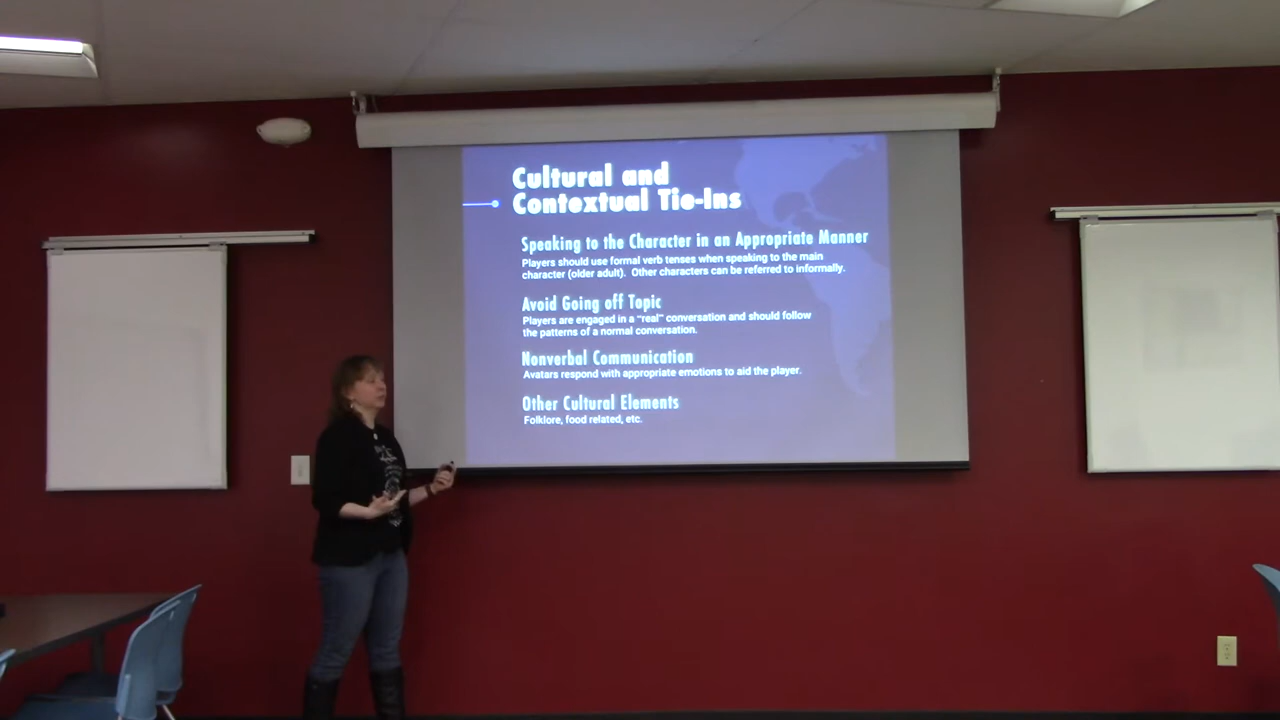 Cultural and
Contextual Tie-Ins
Speaking to the Character in an Appropriate Manner
Players should use formal verb tenses when speaking to the main
character (older adult). Other characters can be referred to informally.
Avoid Going off Topic
Players are engaged in a "real" conversation and should follow
the patterns of a normal conversation.
Nonverbal Communication
Avatars respond with appropriate emotions to aid the player.
Other Cultural Elements
Folklore, food related, etc.